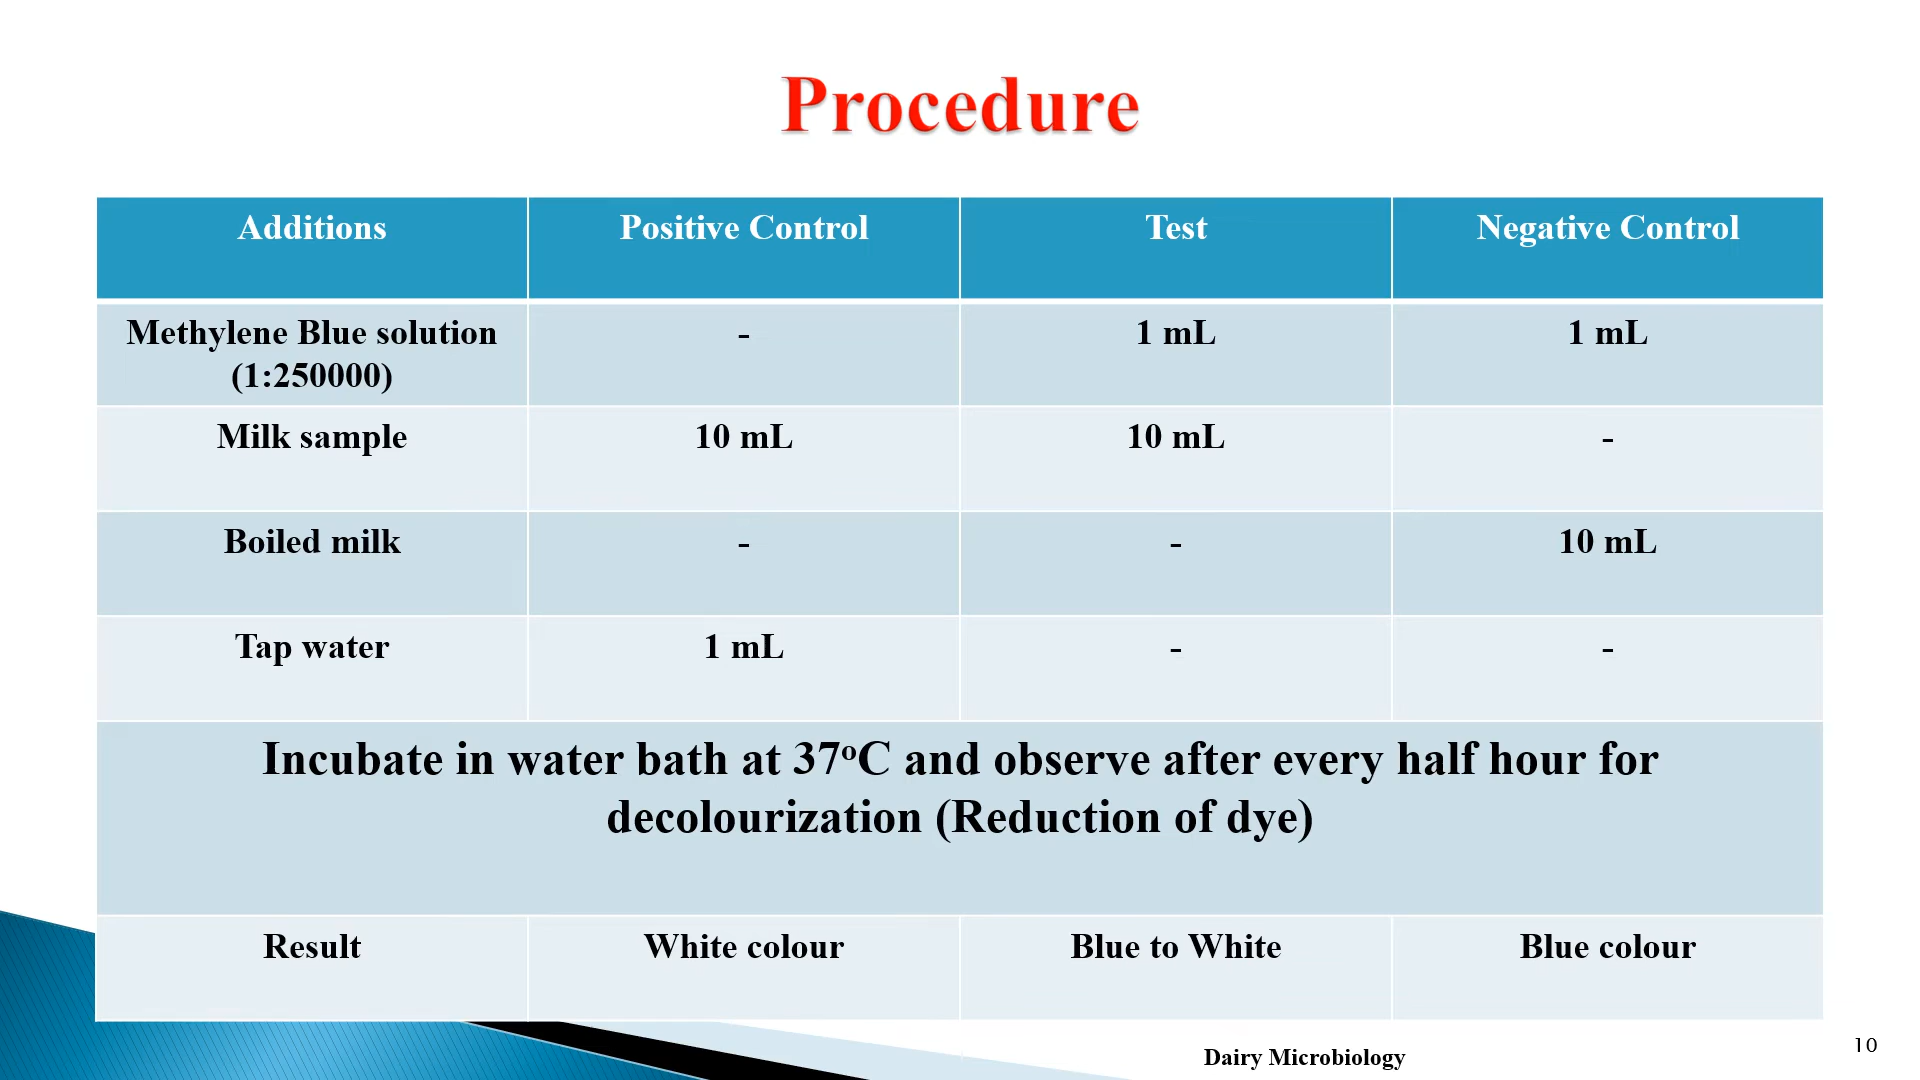 Procedure
Additions Positive Control Test Negative Control
Methylene Blue solution - 1 mL 1 mL
(1:250000)
Milk sample 10 mL 10 mL -
Boiled milk - - 10 mL
Tap water 1 mL - -
Incubate in water bath at 37ºC and observe after every half hour for
decolourization (Reduction of dye)
Result White colour Blue to White Blue colour
Dairy Microbiology
10